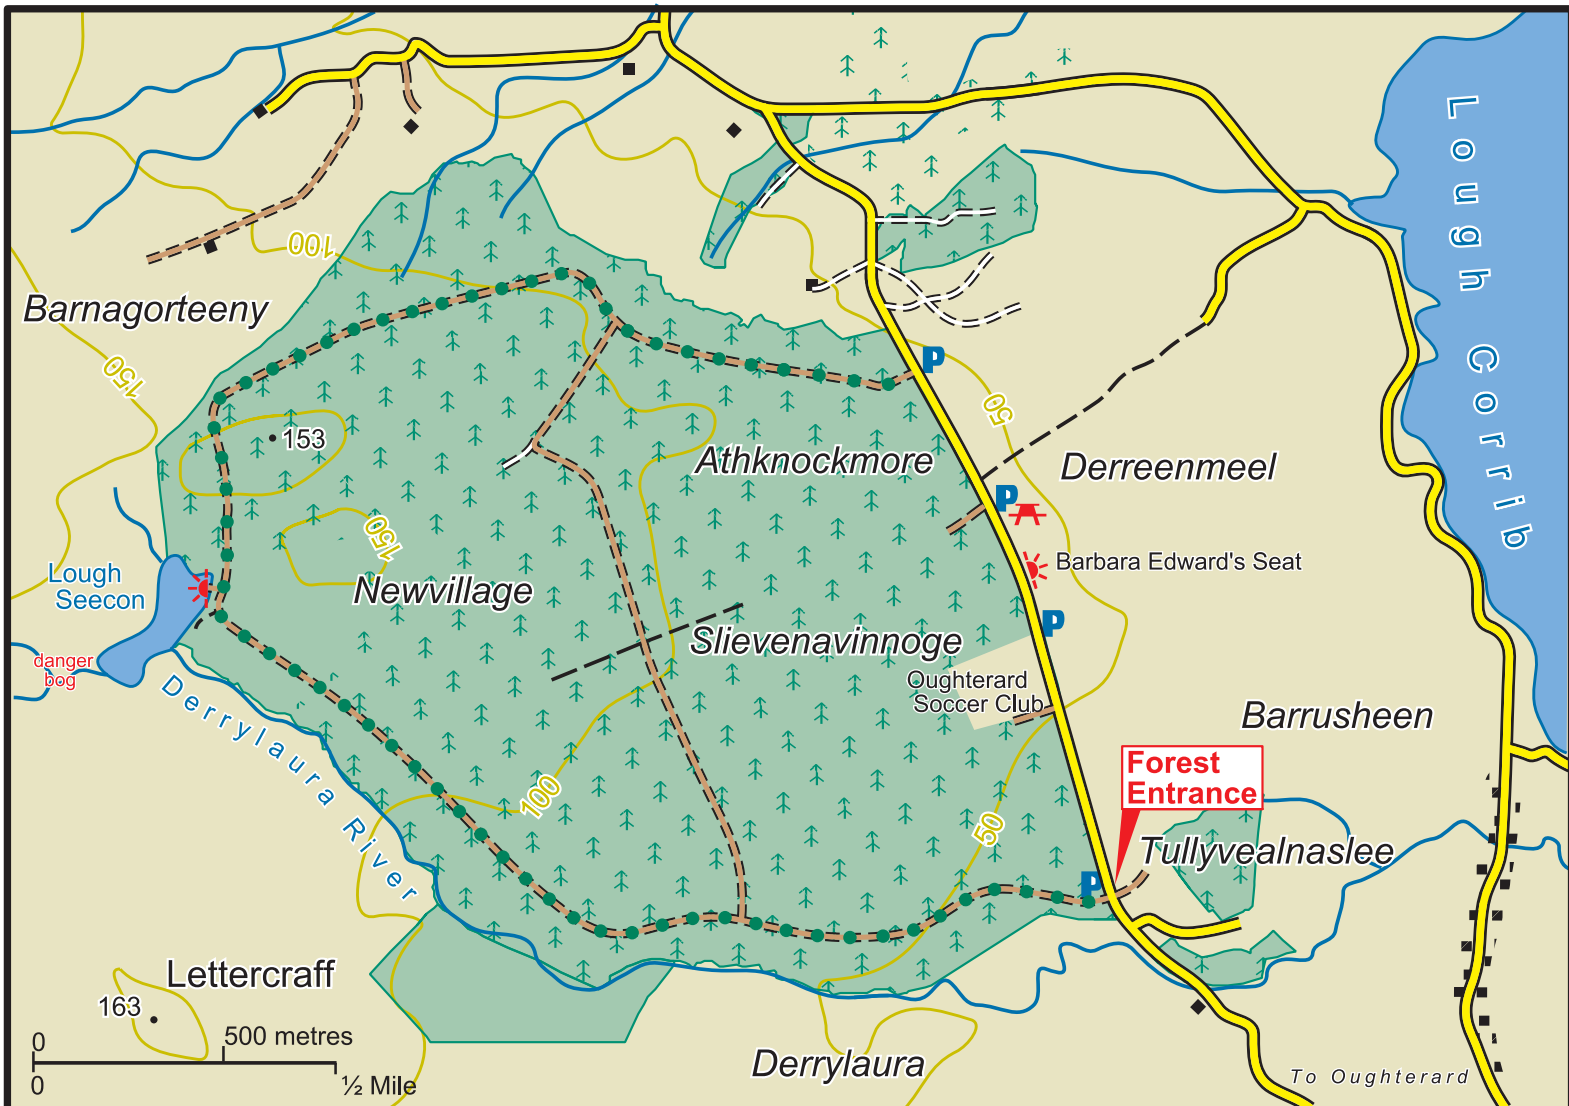 100
Barnagorteeny
150
153
150
Lough
Seecon
danger
bog
Newvillage
Athknockmore
Slievenavinnoge
P
50
Derreenmeel
P
Barbara Edward's Seat
P
Oughterard
Soccer Club
Barrusheen
Lough Corrib
Forest
Entrance
Tullyvealnaslee
P
50
100
Derrylaura River
Lettercraff
163
Derrylaura
0
500 metres
0
½ Mile
To Oughterard